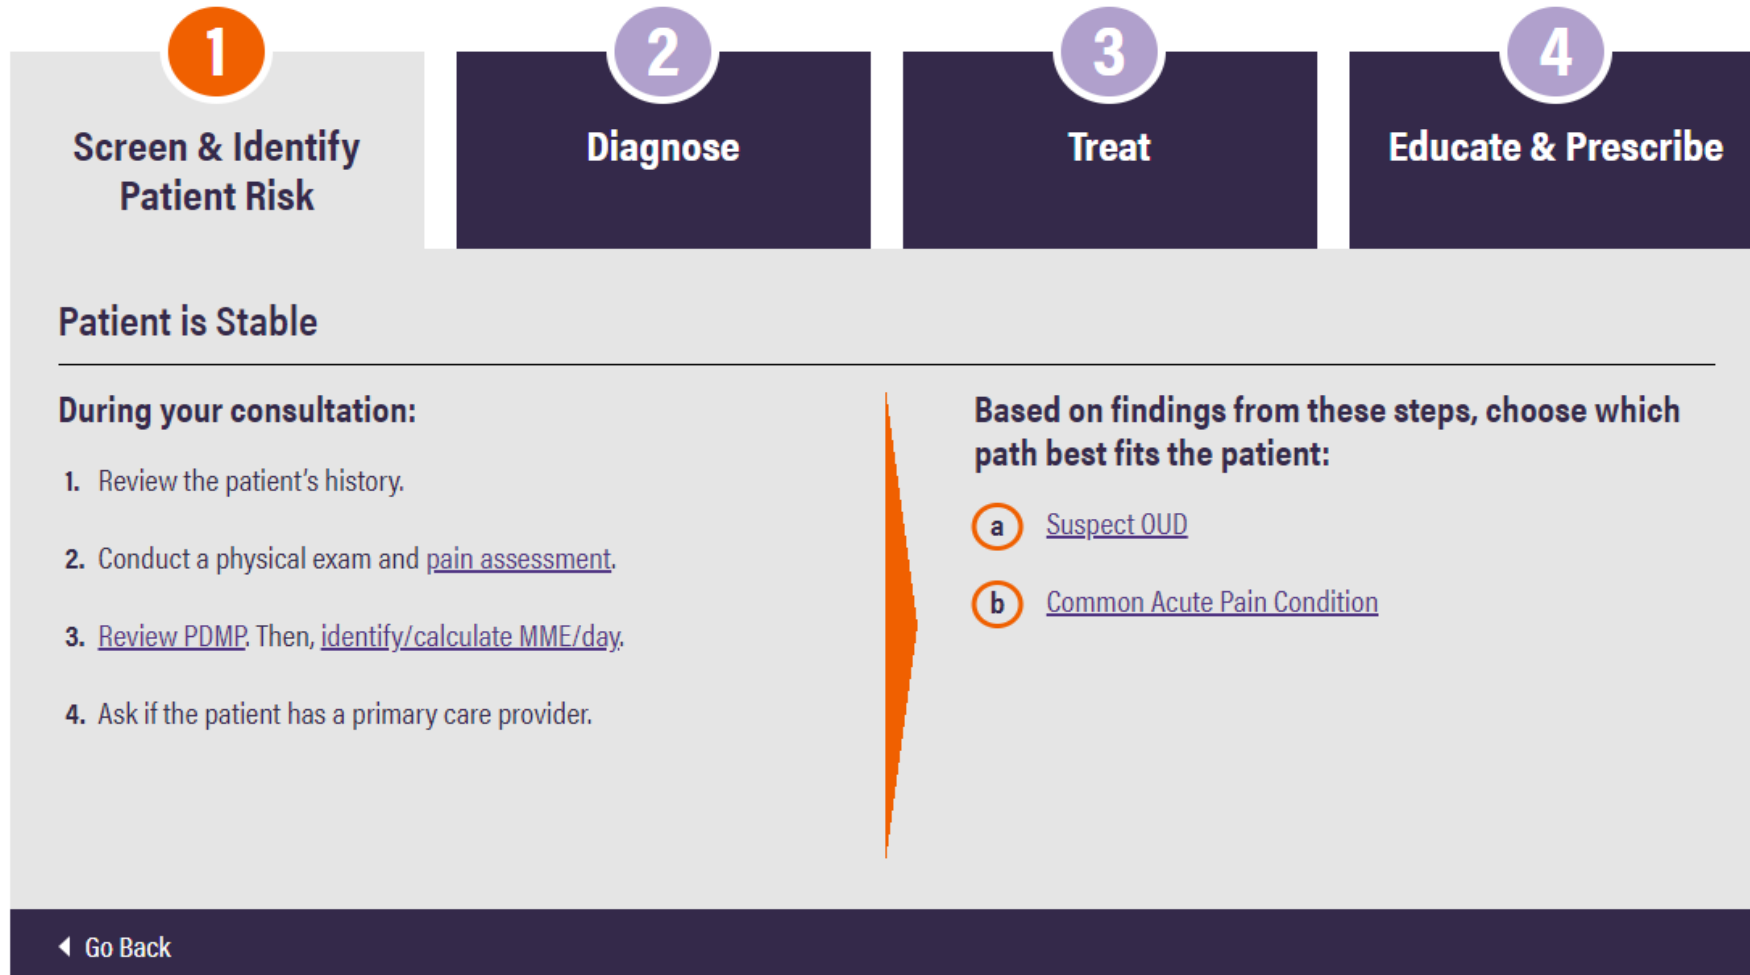 1
Screen & Identify
Patient Risk
2
Diagnose
3
Treat
4
Educate & Prescribe
Patient is Stable
During your consultation:
1. Review the patient's history.
2. Conduct a physical exam and pain assessment.
3. Review PDMP. Then, identify/calculate MME/day.
4. Ask if the patient has a primary care provider.
Based on findings from these steps, choose which
path best fits the patient:
a Suspect OUD
b Common Acute Pain Condition
Go Back